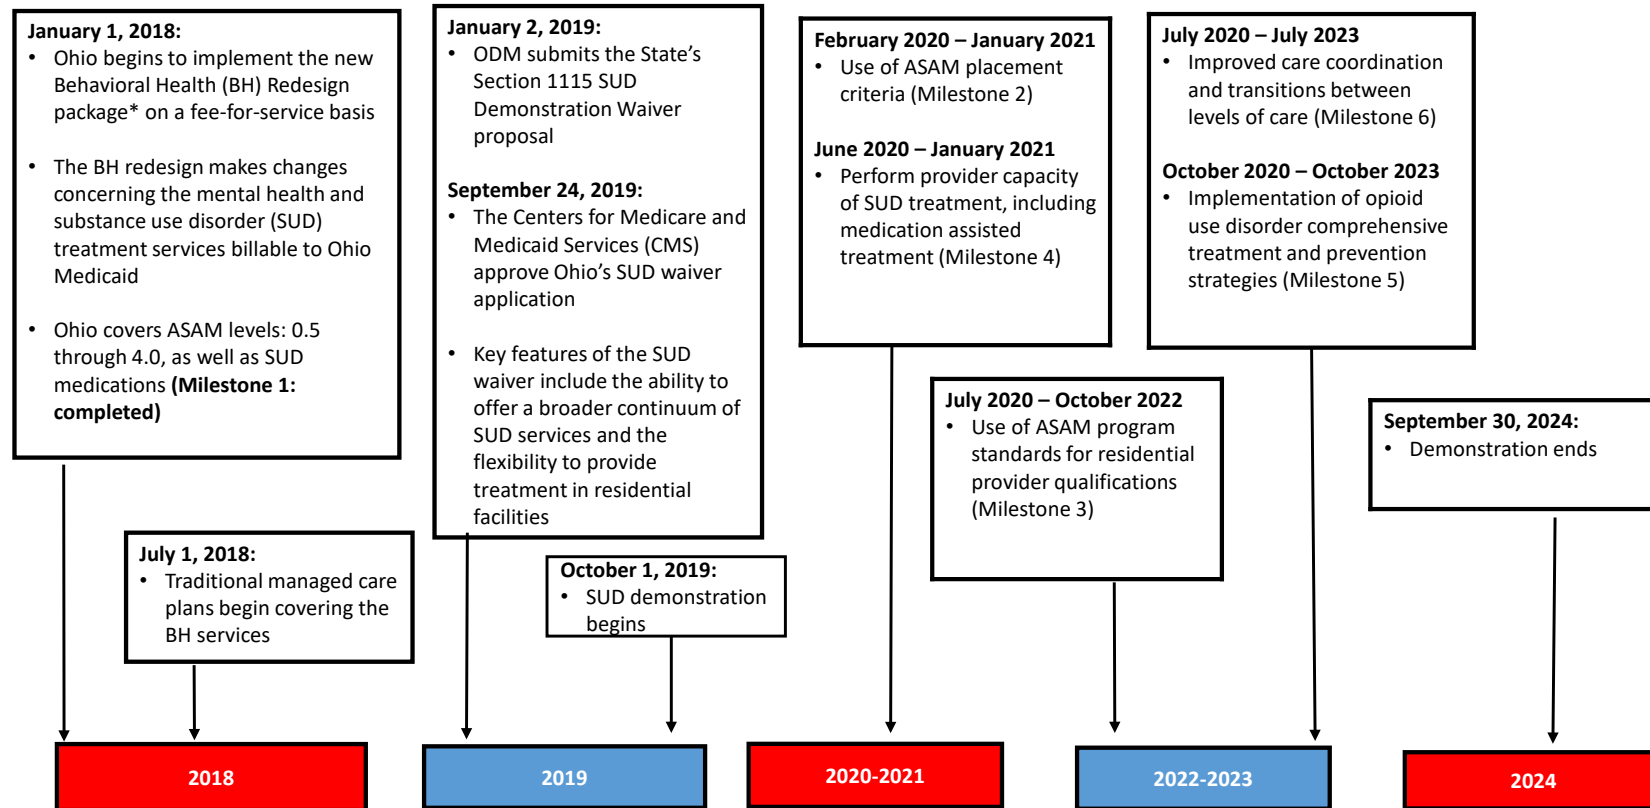 January 1, 2018:
• Ohio begins to implement the new
Behavioral Health (BH) Redesign
package* on a fee-for-service basis
• The BH redesign makes changes
concerning the mental health and
substance use disorder (SUD)
treatment services billable to Ohio
Medicaid
• Ohio covers ASAM levels: 0.5
through 4.0, as well as SUD
medications (Milestone 1:
completed)
July 1, 2018:
• Traditional managed care
plans begin covering the
BH services
January 2, 2019:
• ODM submits the State’s
Section 1115 SUD
Demonstration Waiver
proposal
September 24, 2019:
• The Centers for Medicare and
Medicaid Services (CMS)
approve Ohio’s SUD waiver
application
• Key features of the SUD
waiver include the ability to
offer a broader continuum of
SUD services and the
flexibility to provide
treatment in residential
facilities
October 1, 2019:
• SUD demonstration
begins
February 2020 – January 2021
• Use of ASAM placement
criteria (Milestone 2)
June 2020 – January 2021
• Perform provider capacity
of SUD treatment, including
medication assisted
treatment (Milestone 4)
July 2020 – October 2022
• Use of ASAM program
standards for residential
provider qualifications
(Milestone 3)
July 2020 – July 2023
• Improved care coordination
and transitions between
levels of care (Milestone 6)
October 2020 – October 2023
• Implementation of opioid
use disorder comprehensive
treatment and prevention
strategies (Milestone 5)
September 30, 2024:
• Demonstration ends
2018
2019
2020-2021
2022-2023
2024